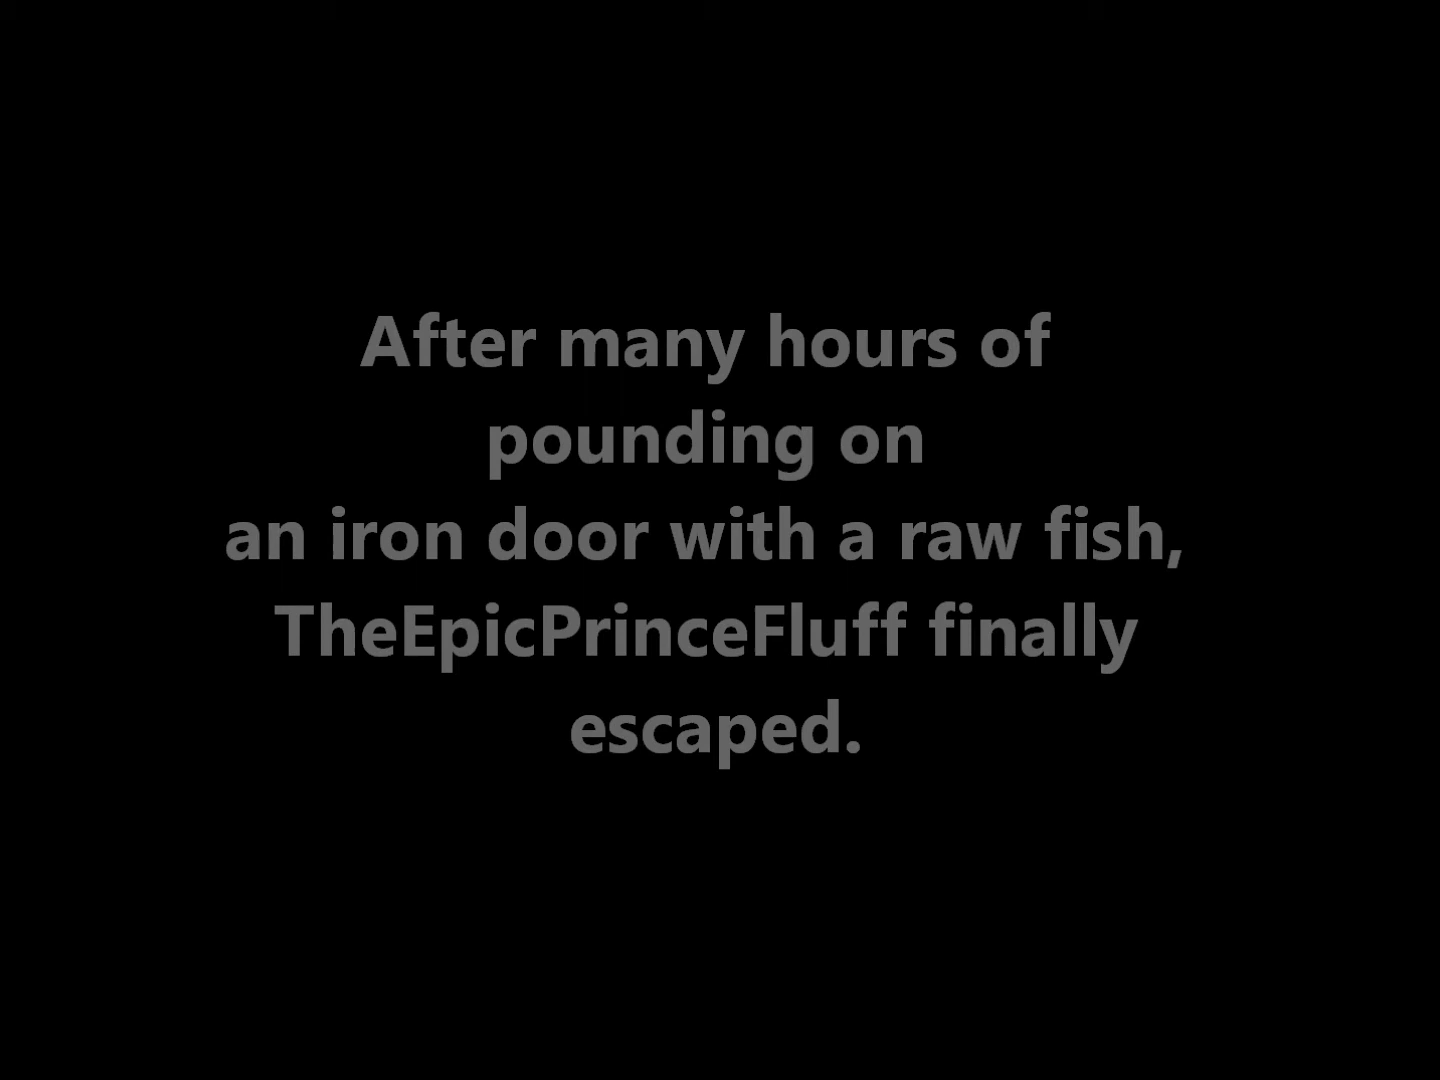 After many hours of
pounding on
an iron door with a raw fish,
TheEpicPrinceFluff finally
escaped.